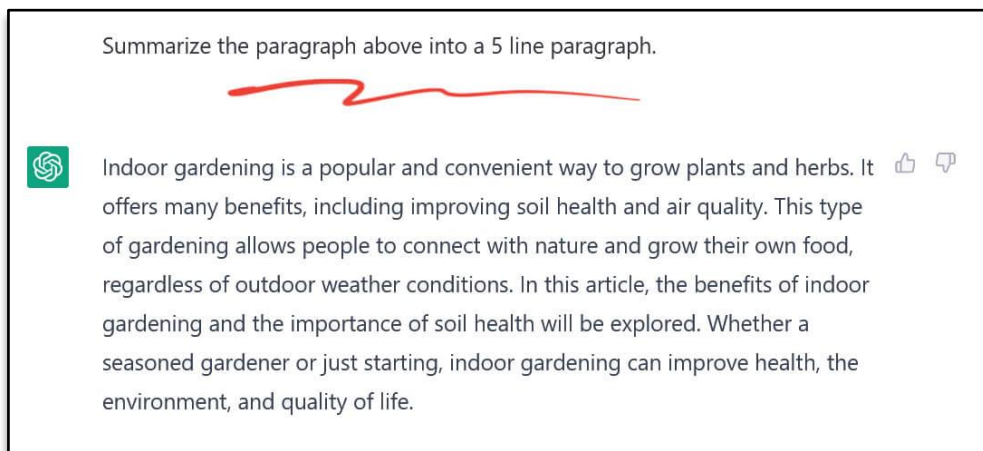 Summarize the paragraph above into a 5 line paragraph.
Indoor gardening is a popular and convenient way to grow plants and herbs. It
offers many benefits, including improving soil health and air quality. This type
of gardening allows people to connect with nature and grow their own food,
regardless of outdoor weather conditions. In this article, the benefits of indoor
gardening and the importance of soil health will be explored. Whether a
seasoned gardener or just starting, indoor gardening can improve health, the
environment, and quality of life.